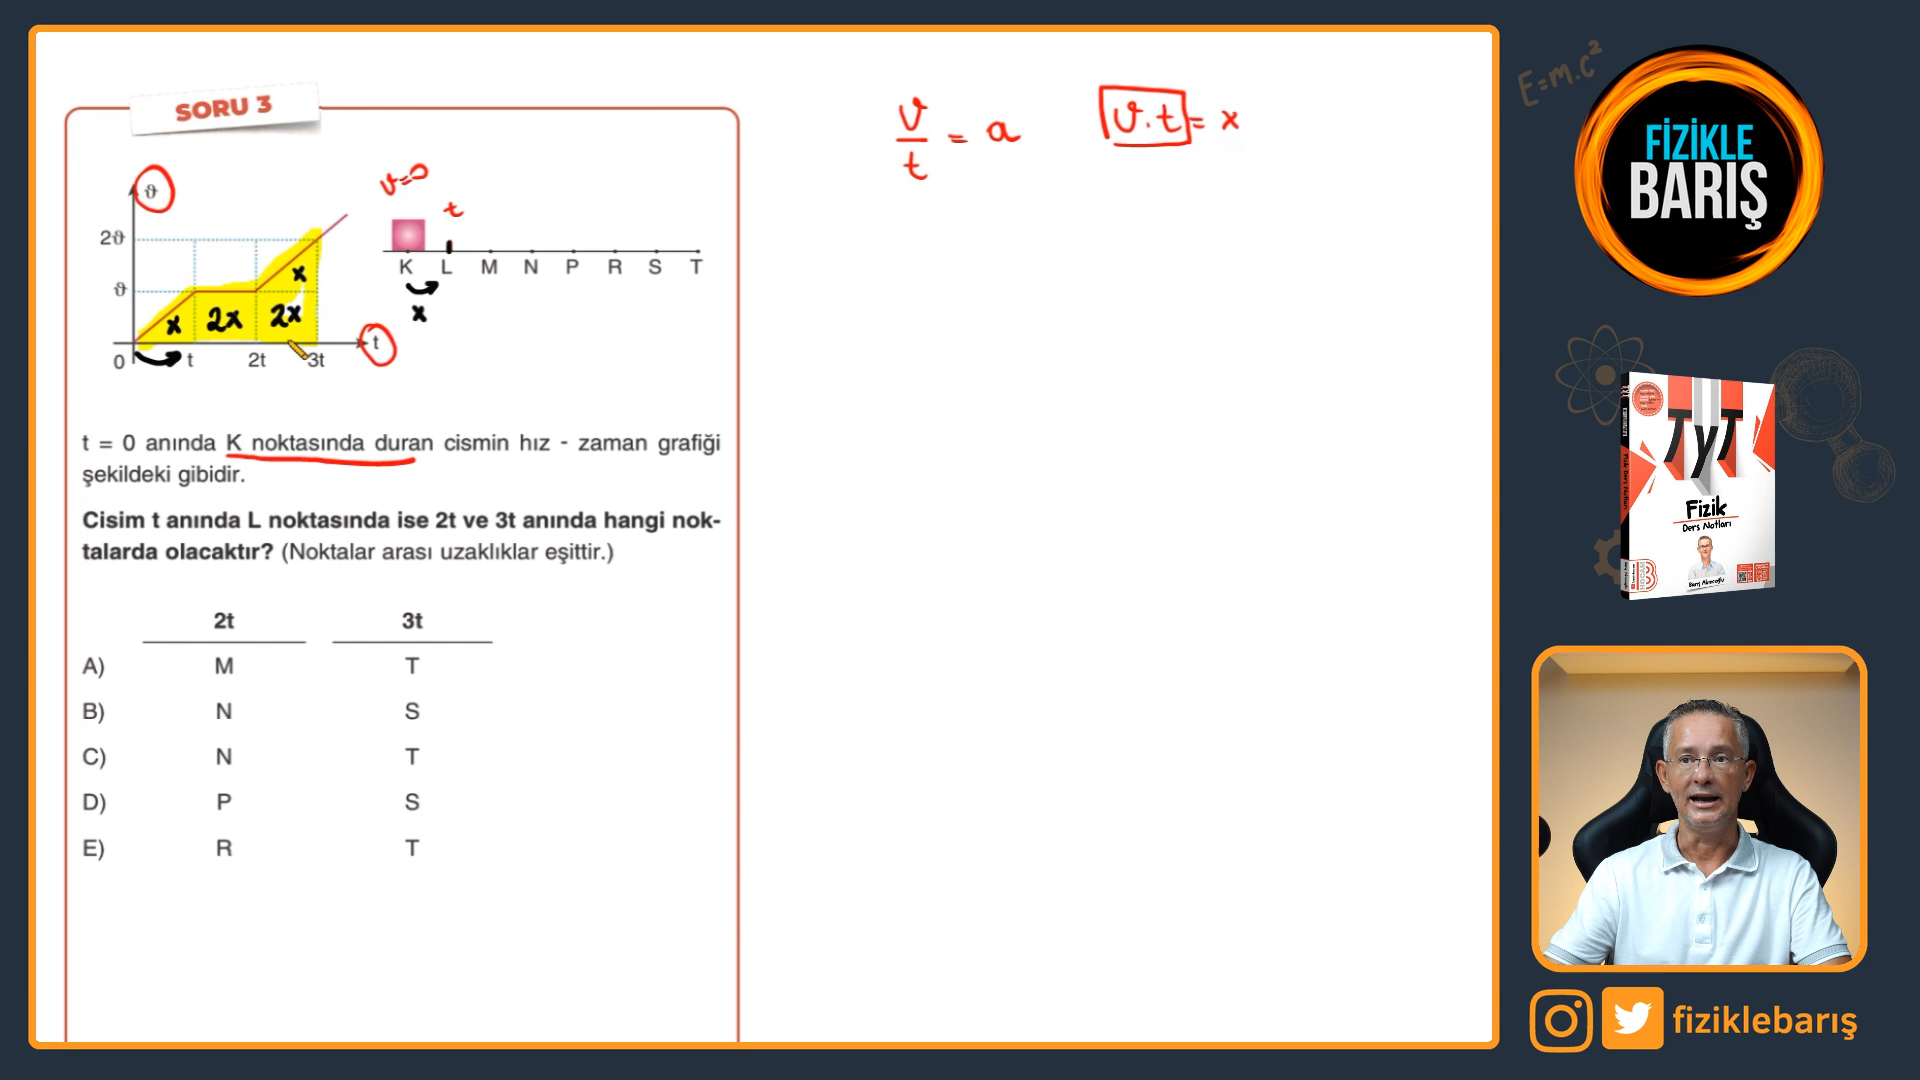 SORU 3
ϑ
2ϑ
ϑ
0
t
2t
3t
t
x
2x
2x
x
v=0
t
K L M N P R S T
x
v/t = a
v.t = x
t = 0 anında K noktasında duran cismin hız - zaman grafiği
şekildeki gibidir.
Cisim t anında L noktasında ise 2t ve 3t anında hangi nok-
talarda olacaktır? (Noktalar arası uzaklıklar eşittir.)
2t 3t
A) M T
B) N S
C) N T
D) P S
E) R T
E=m.c²
FİZİKLE
BARIŞ
TYT
Fizik
Ders Notları
fiziklebarış